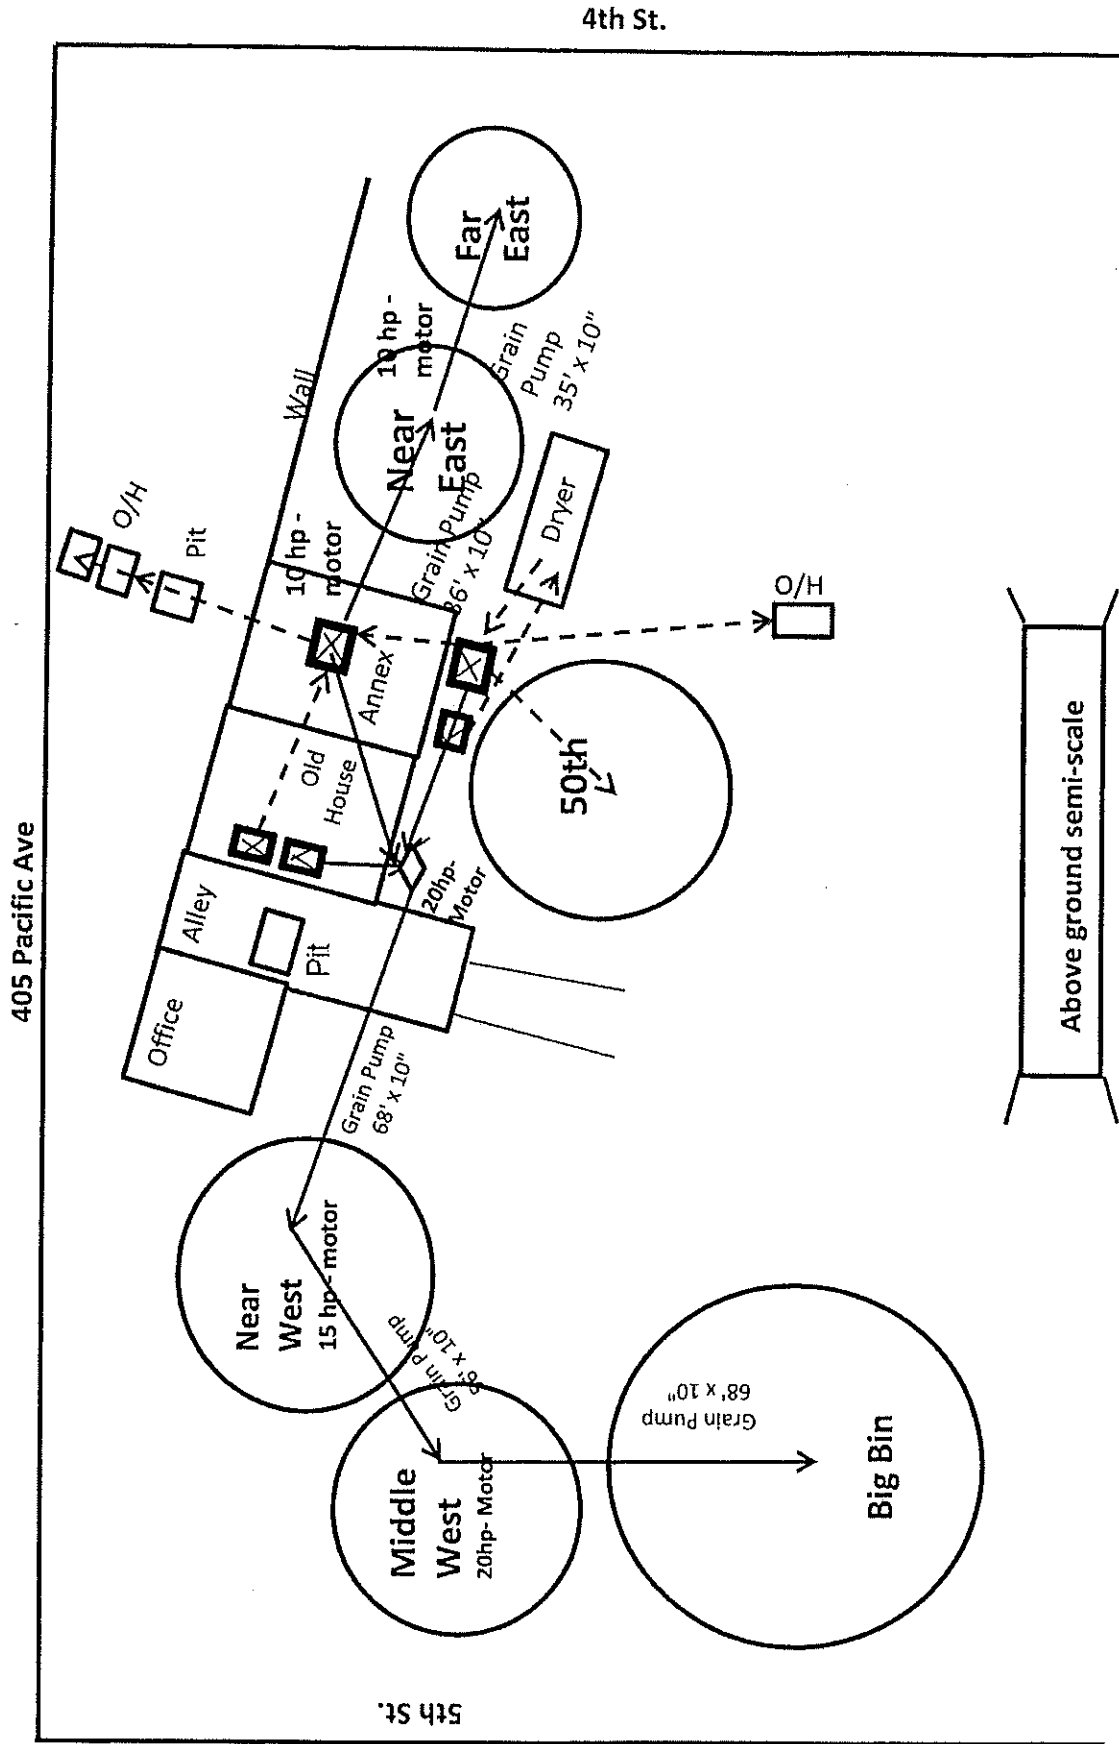 4th St.
405 Pacific Ave
5th St.
Far
East
10 hp -
motor
Grain
Pump
35' x 10"
Wall
Near
East
10 hp -
motor
Grain Pump
36' x 10"
O/H
Pit
Dryer
O/H
Annex
Old
House
50th
20hp-
Motor
Alley
Pit
Office
Grain Pump
68' x 10"
Near
West
15 hp - motor
Grain Pump
x 10"
Middle
West
20hp- Motor
Grain Pump
68' x 10"
Big Bin
Above ground semi-scale